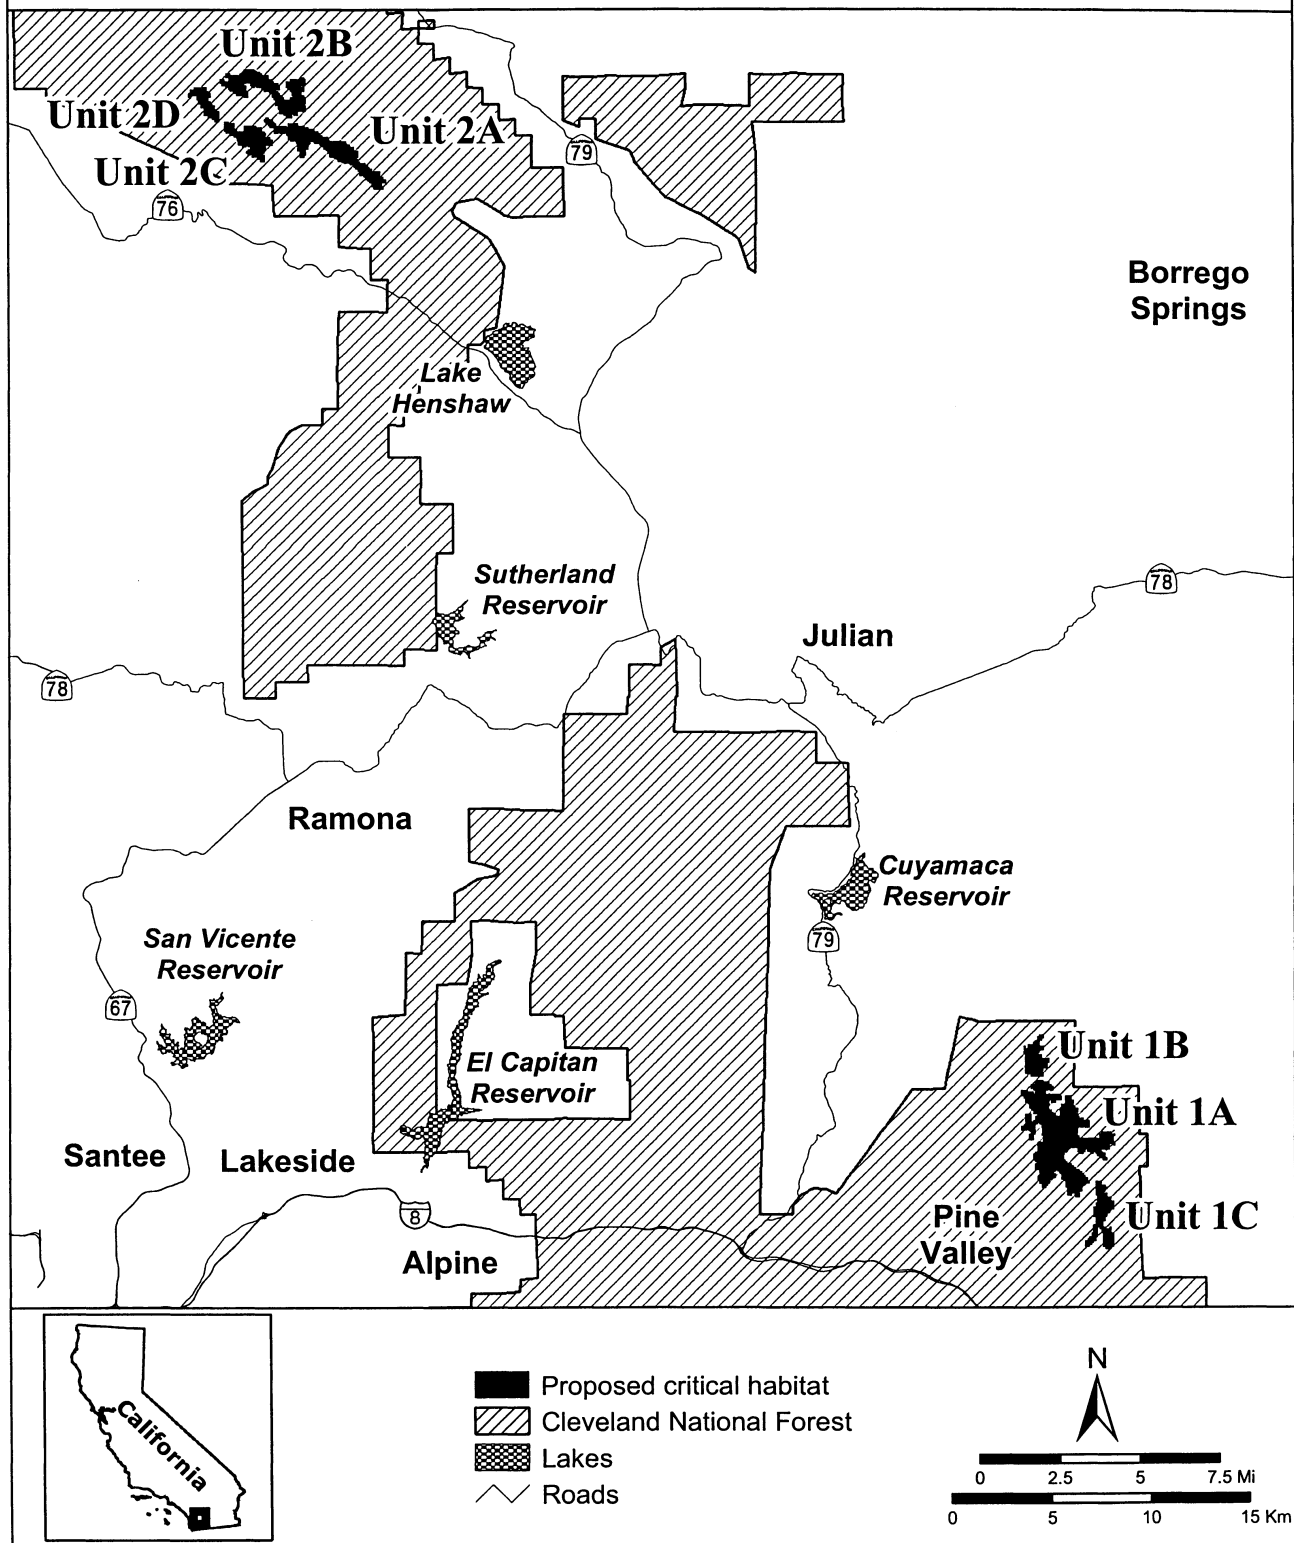 Unit 2B
Unit 2D
Unit 2A
Unit 2C
79
76
Borrego
Springs
Lake
Henshaw
Sutherland
Reservoir
78
Julian
78
Ramona
Cuyamaca
Reservoir
San Vicente
Reservoir
79
67
Unit 1B
El Capitan
Reservoir
Unit 1A
Santee
Lakeside
8
Pine
Valley
Unit 1C
Alpine
California
Proposed critical habitat
Cleveland National Forest
Lakes
Roads
N
0 2.5 5 7.5 Mi
0 5 10 15 Km